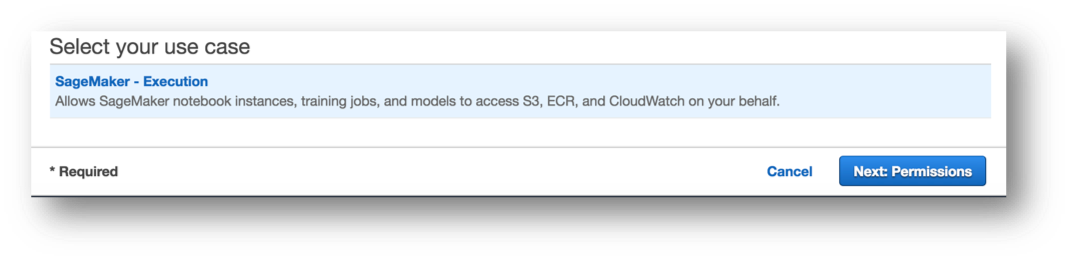 Select your use case
SageMaker - Execution
Allows SageMaker notebook instances, training jobs, and models to access S3, ECR, and CloudWatch on your behalf.
* Required
Cancel
Next: Permissions